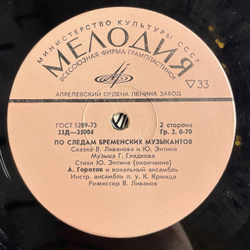 МИНИСТЕРСТВО КУЛЬТУРЫ СССР
МЕЛОДИЯ
ВСЕСОЮЗНАЯ ФИРМА ГРАМПЛАСТИНОК
33
АПРЕЛЕВСКИЙ ОРДЕНА ЛЕНИНА ЗАВОД
ГОСТ 5289-73
2 сторона
33Д—35084
Гр. 2. 0-70
ПО СЛЕДАМ БРЕМЕНСКИХ МУЗЫКАНТОВ
Сказка В. Ливанова и Ю. Энтина
Музыка Г. Гладкова
Стихи Ю. Энтина (окончание)
А. Горохов и вокальный ансамбль
Инстр. ансамбль п/у К. Кримца
Режиссер В. Ливанов